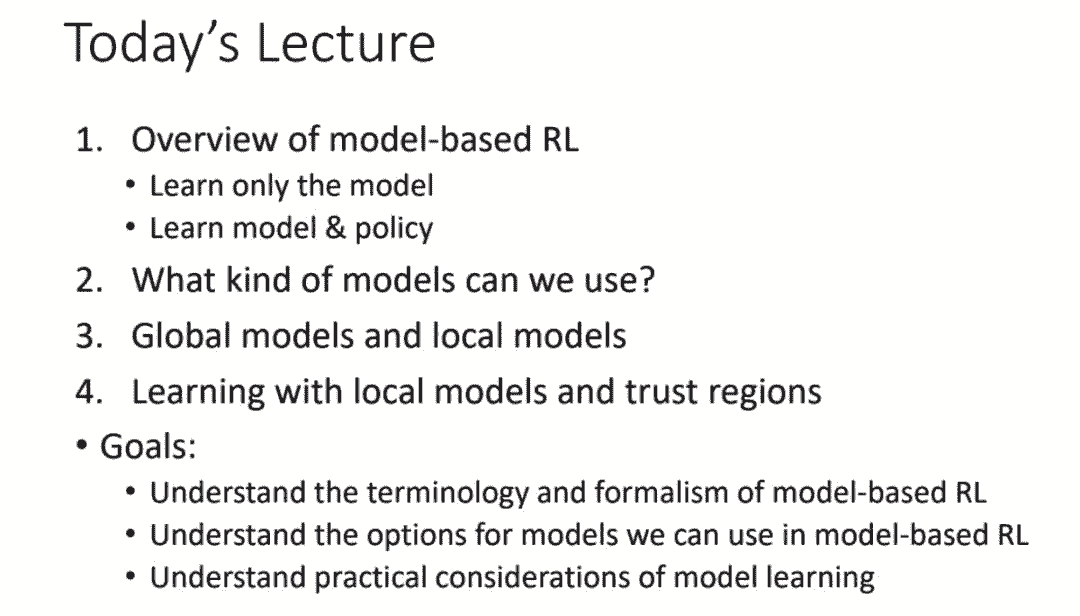 Today's Lecture
1. Overview of model-based RL
• Learn only the model
• Learn model & policy
2. What kind of models can we use?
3. Global models and local models
4. Learning with local models and trust regions
• Goals:
• Understand the terminology and formalism of model-based RL
• Understand the options for models we can use in model-based RL
• Understand practical considerations of model learning